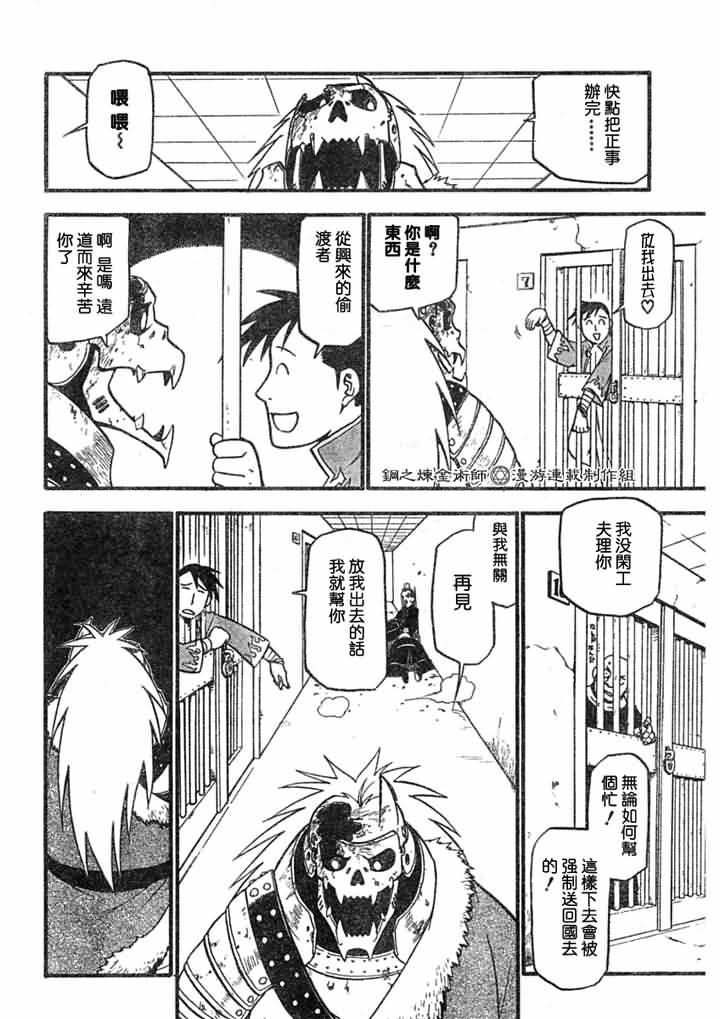 快點把正事
辦完……
喂
喂~
放我出去♡
7
啊？
你是什麼
東西
從興來的偷
渡者
啊 是嗎 遠
道而來辛苦
你了
鋼之煉金術師 漫游連載制作組
我没閑工
夫理你
1
無論如何幫
個忙！
這樣下去會被
强制送回國去
的！
與我無關
再見
放我出去的話
我就幫你